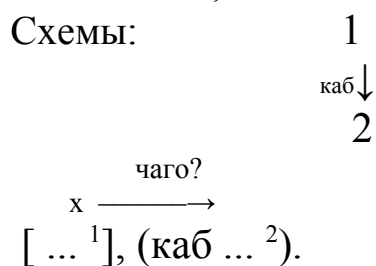 Схемы: 1
каб↓
2
чаго?
х ⟶
[ ... ¹], (каб ... ²).